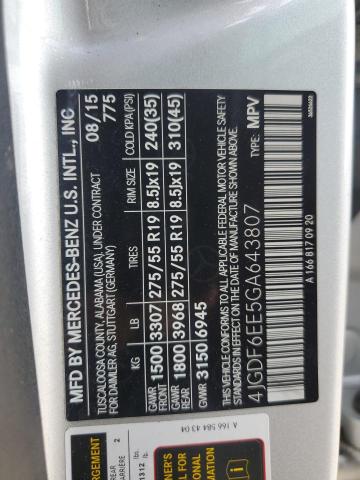 MFD BY MERCEDES-BENZ U.S. INTL., INC
TUSCALOOSA COUNTY, ALABAMA (USA), UNDER CONTRACT 08/15
FOR DAIMLER AG, STUTTGART (GERMANY) 775
KG LB TIRES RIM SIZE COLD KPA(PSI)
GAWR FRONT 1500 3307 275/55 R19 8.5Jx19 240(35)
GAWR REAR 1800 3968 275/55 R19 8.5Jx19 310(45)
GVWR 3150 6945
THIS VEHICLE CONFORMS TO ALL APPLICABLE FEDERAL MOTOR VEHICLE SAFETY
STANDARDS IN EFFECT ON THE DATE OF MANUFACTURE SHOWN ABOVE.
4JGDF6EE5GA643807 TYPE: MPV
A 166 817 09 20
A 166 584 43 04
2
1312 lbs.